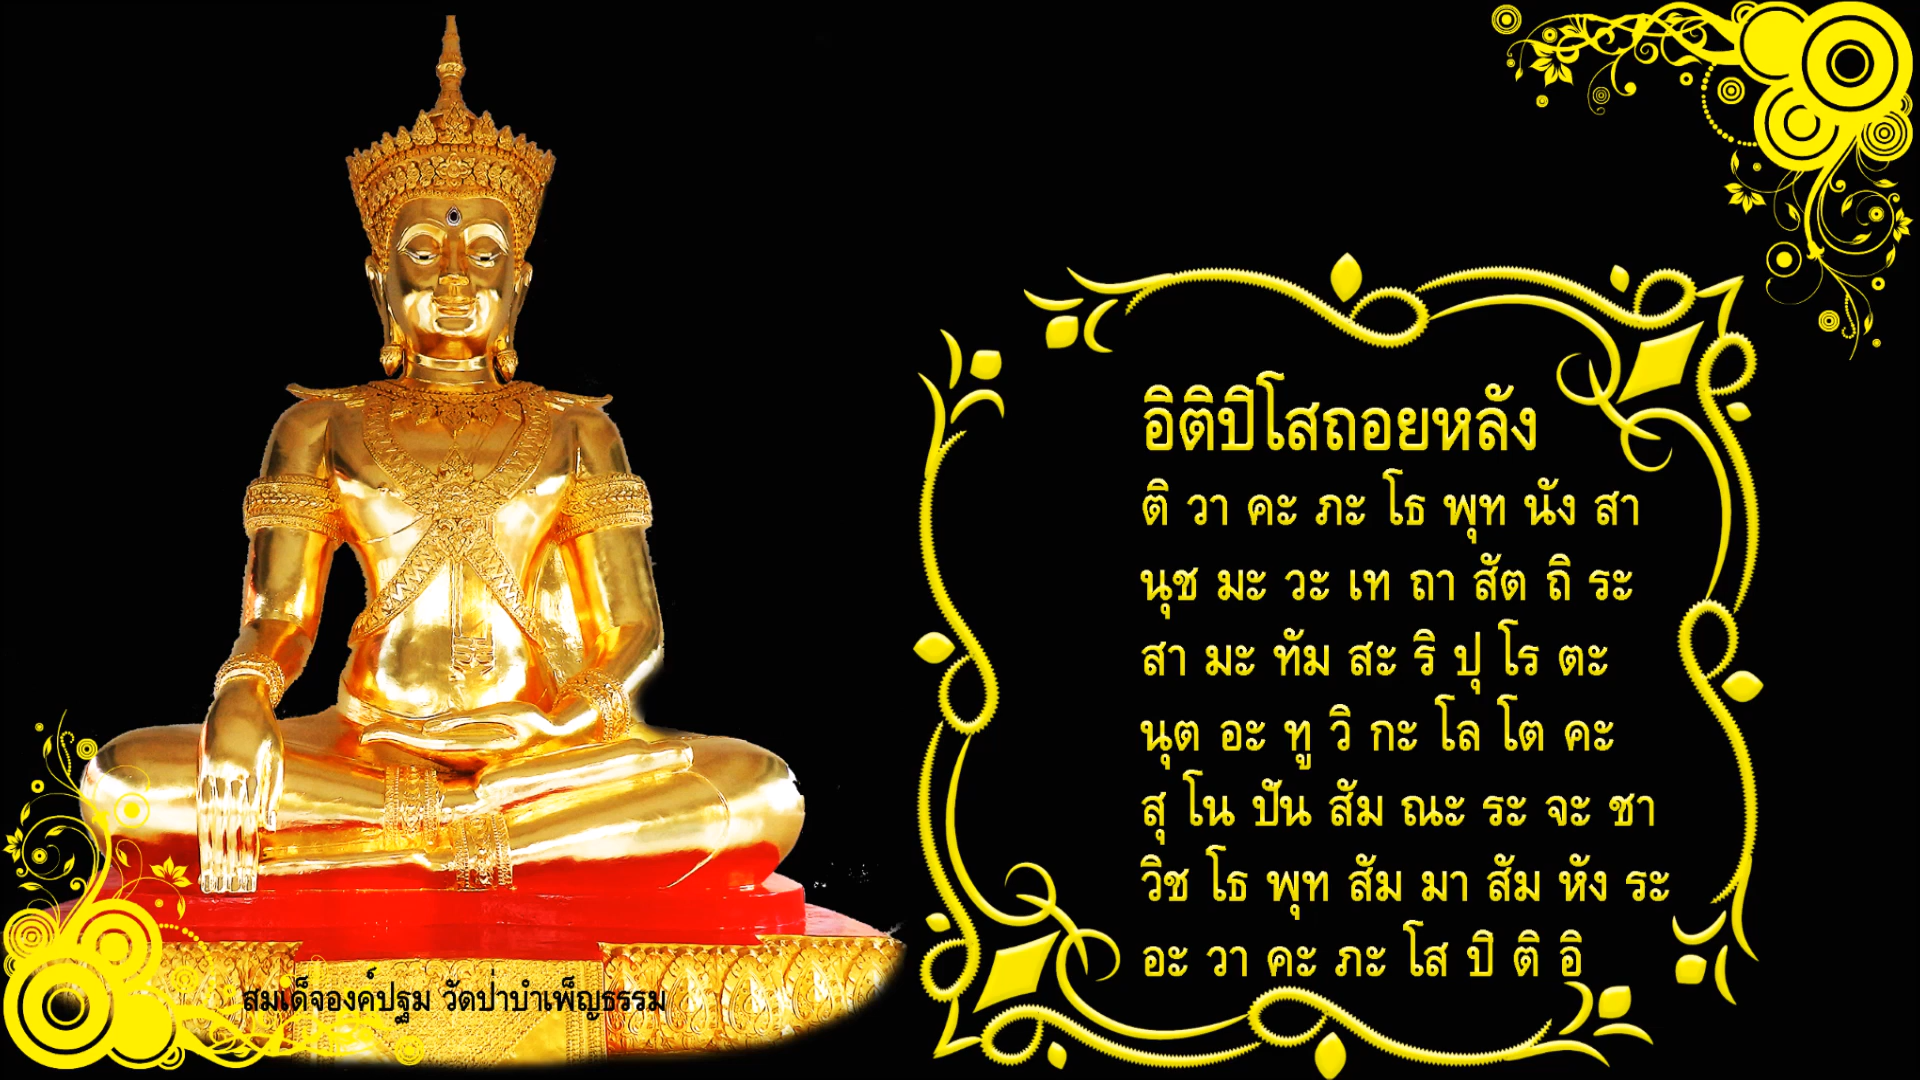 อิติปิโสถอยหลัง
ติ วา คะ ภะ โธ พุท นัง สา
นุช มะ วะ เท ถา สัต ถิ ระ
สา มะ ทัม สะ ริ ปุ โร ตะ
นุต อะ ทู วิ กะ โล โต คะ
สุ โน ปัน สัม ณะ ระ จะ ชา
วิช โธ พุท สัม มา สัม หัง ระ
อะ วา คะ ภะ โส ปิ ติ อิ
สมเด็จองค์ปฐม วัดป่าบำเพ็ญธรรม